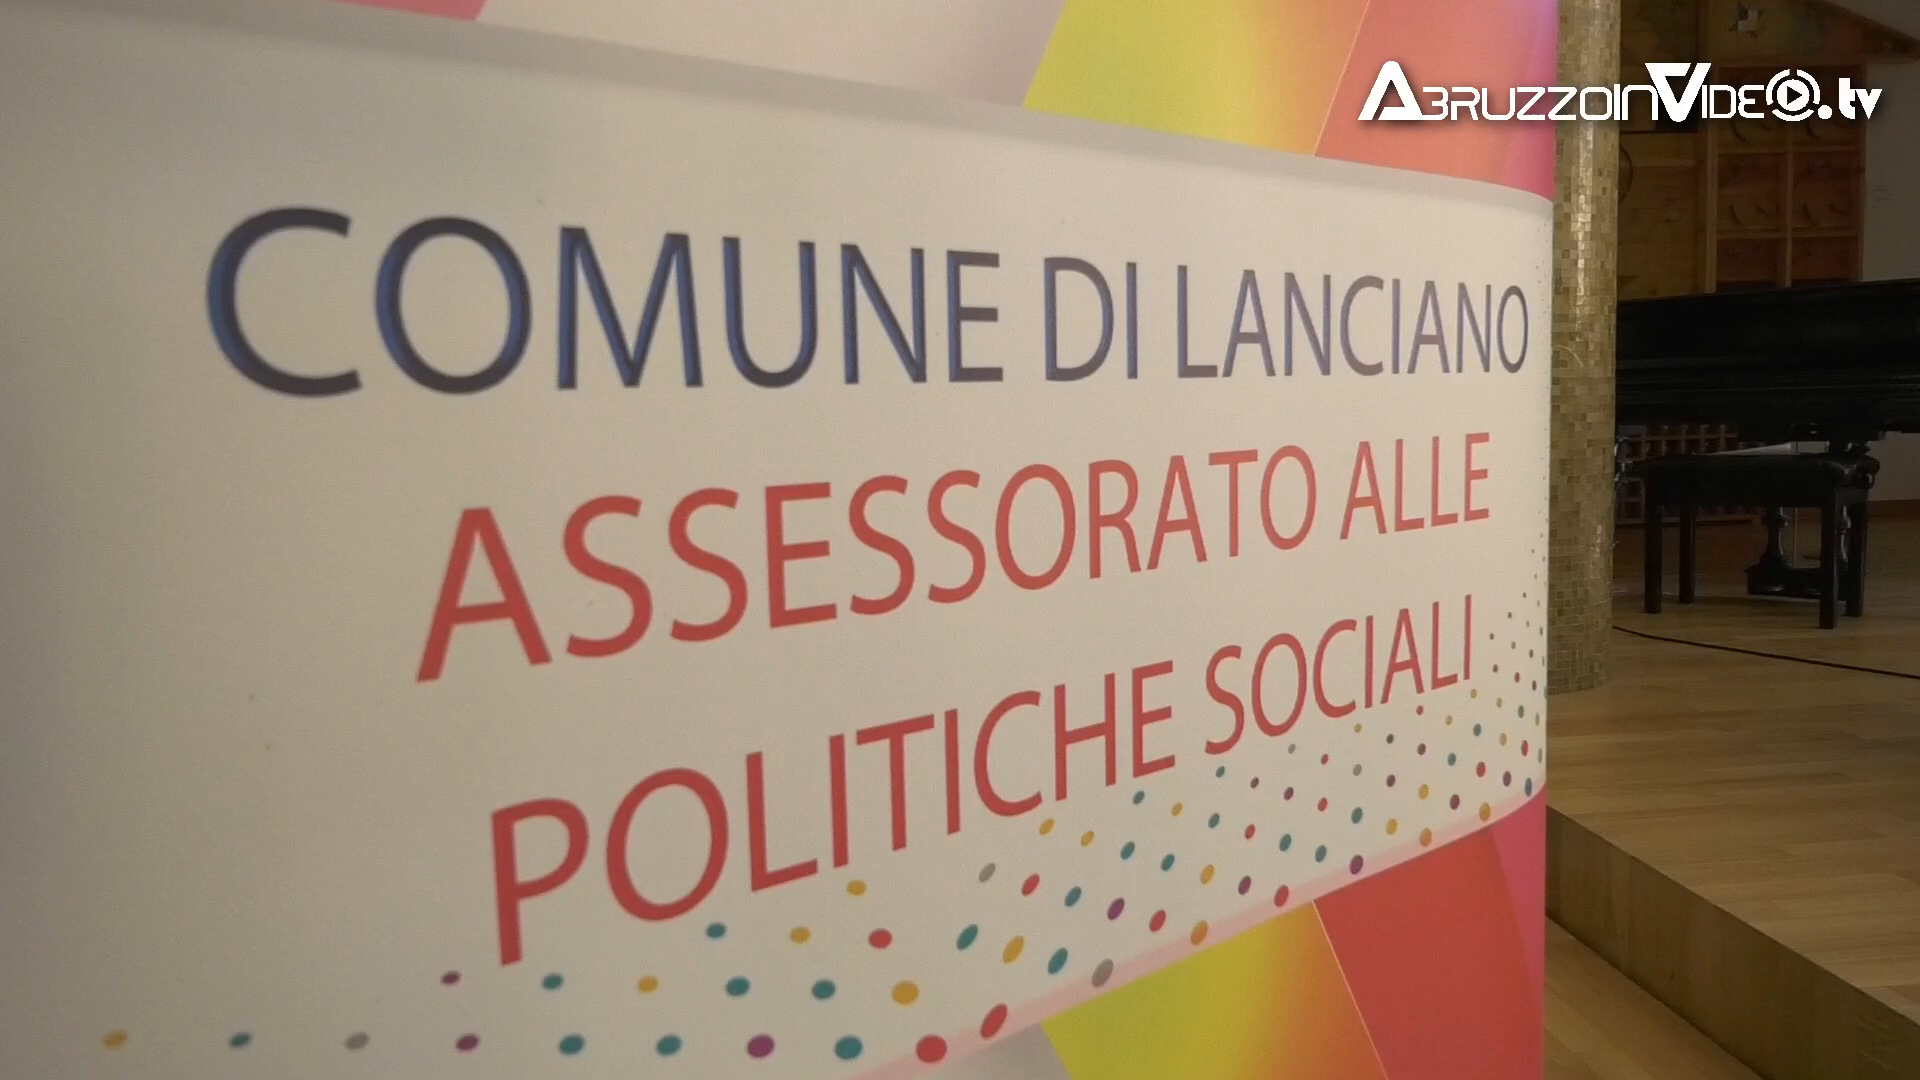 AbruzzoinVideo.tv
COMUNE DI LANCIANO
ASSESSORATO ALLE
POLITICHE SOCIALI